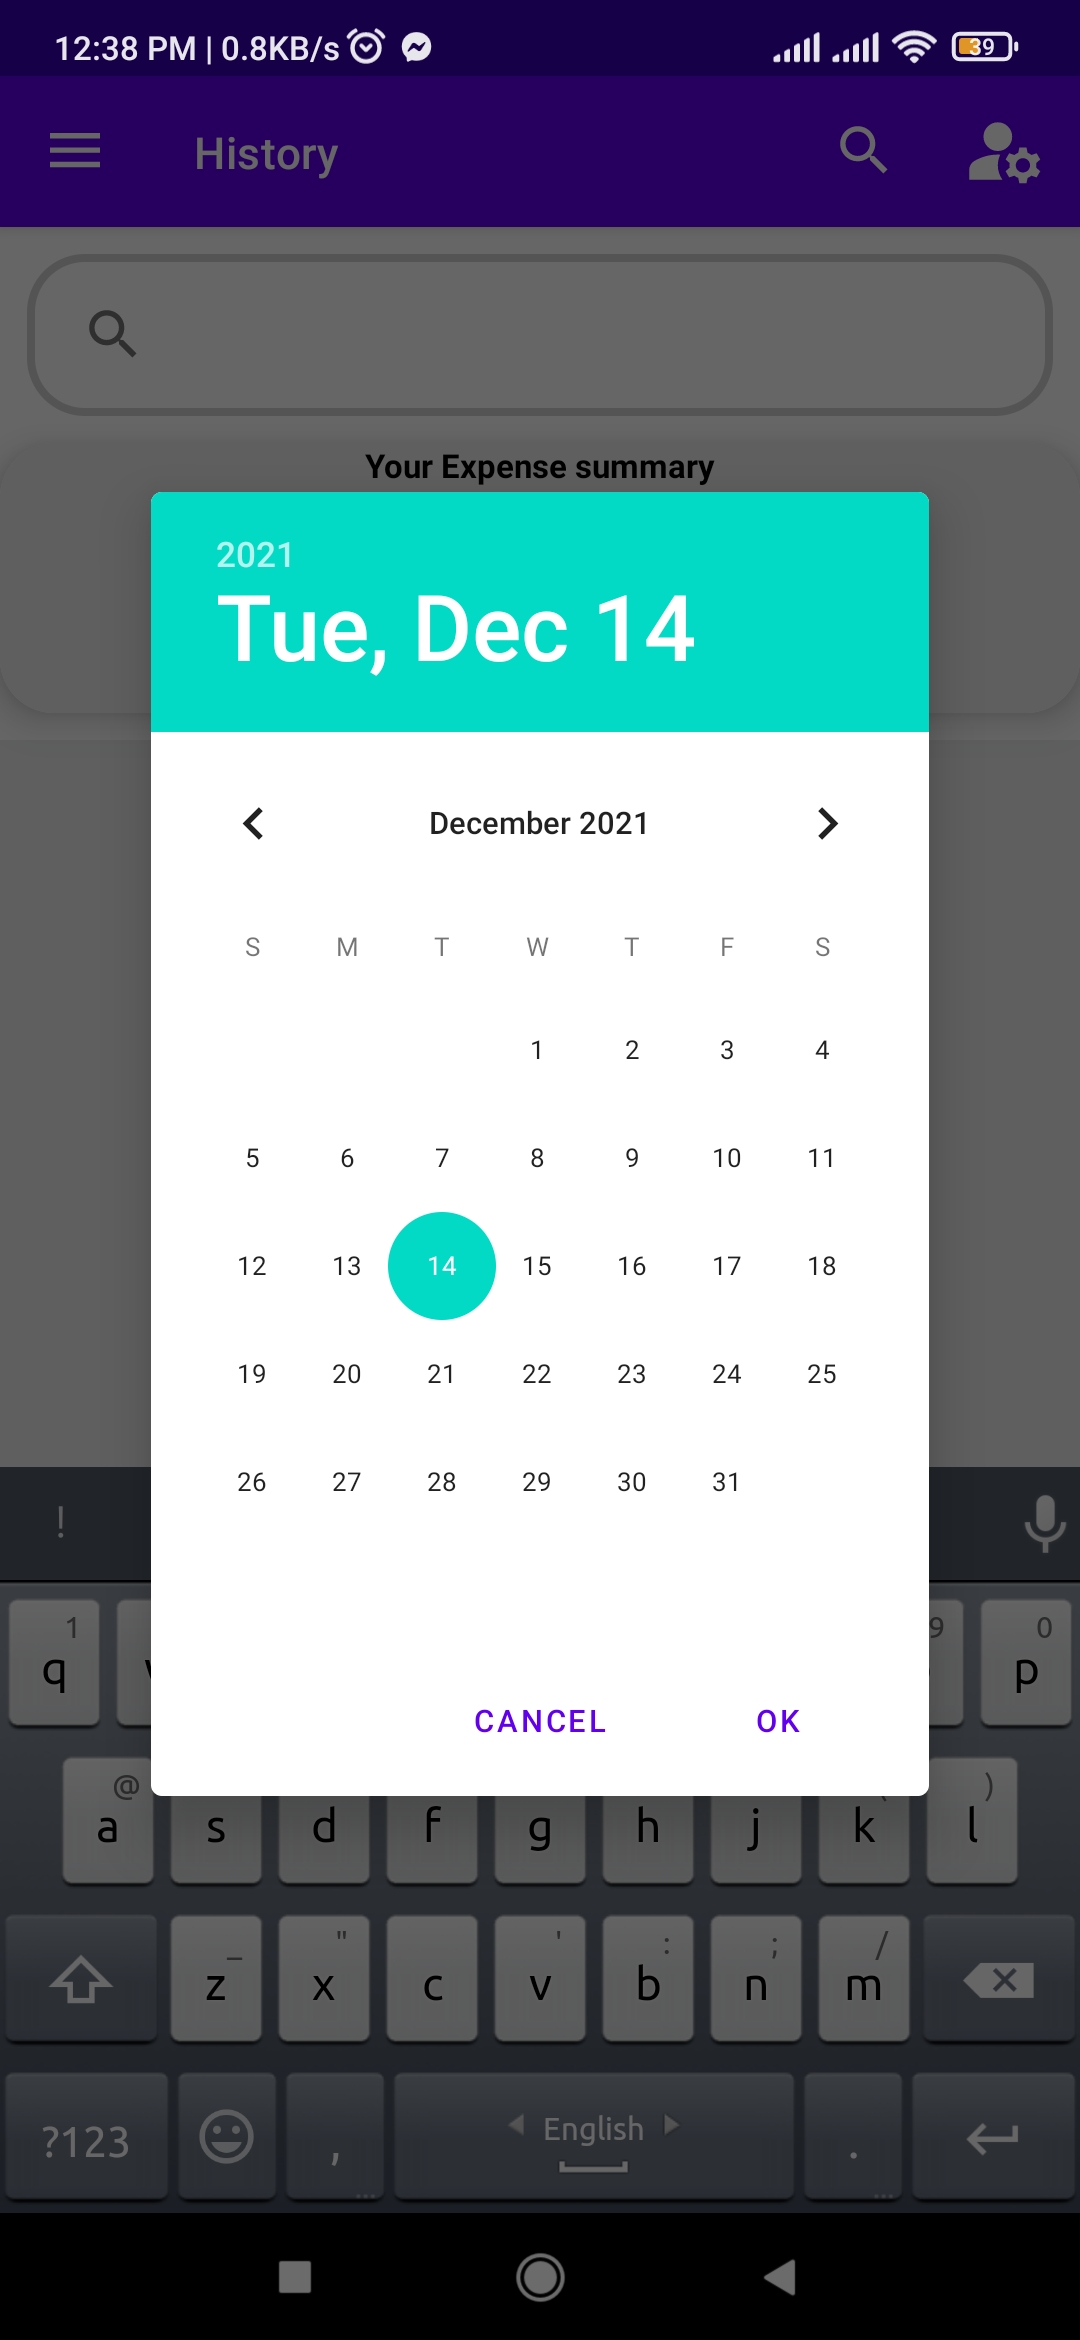 12:38 PM | 0.8KB/s 39
History
Your Expense summary
2021
Tue, Dec 14
December 2021
S M T W T F S
1 2 3 4
5 6 7 8 9 10 11
12 13 14 15 16 17 18
19 20 21 22 23 24 25
26 27 28 29 30 31
CANCEL OK
!
1 9 0
q p
@ )
a s d f g h j k l
_ " ' : ; /
z x c v b n m
?123 , English .